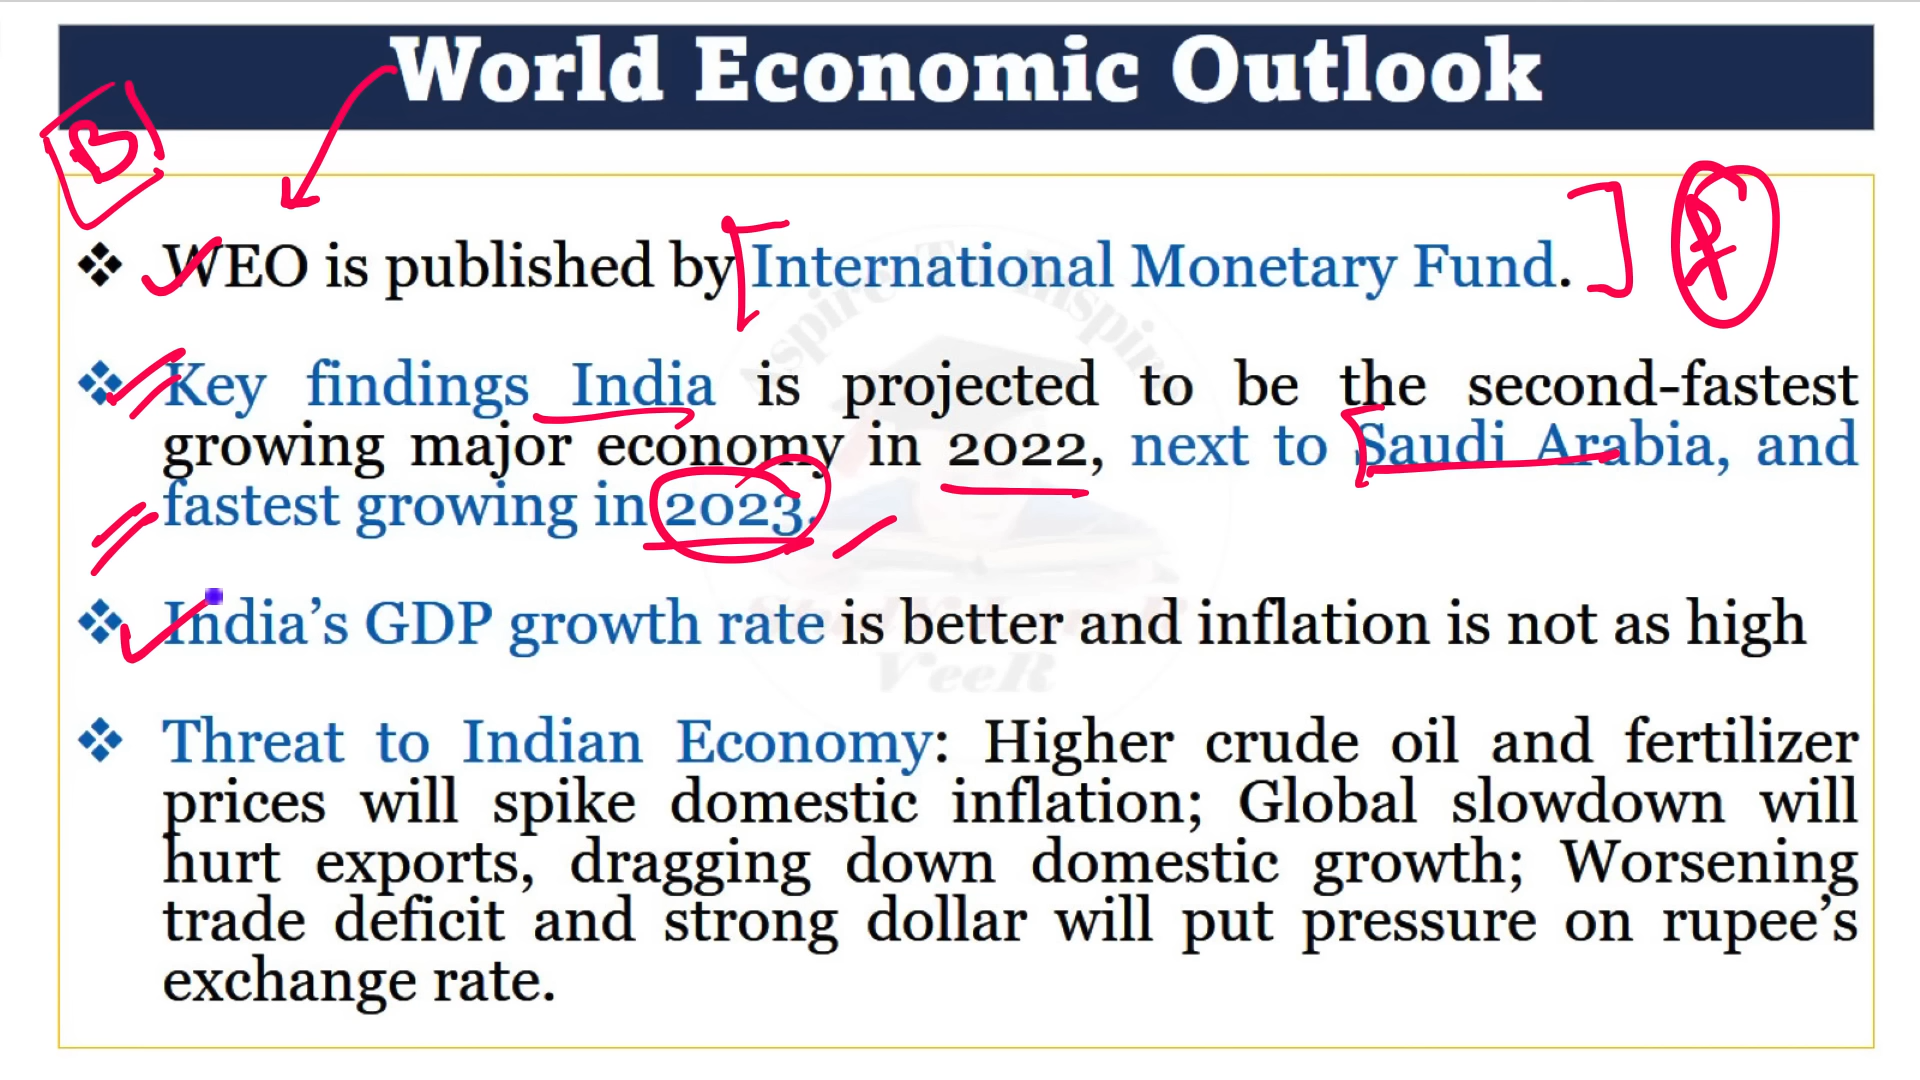 World Economic Outlook
B
❖ WEO is published by International Monetary Fund.
❖ Key findings India is projected to be the second-fastest
growing major economy in 2022, next to Saudi Arabia, and
fastest growing in 2023.
❖ India’s GDP growth rate is better and inflation is not as high
❖ Threat to Indian Economy: Higher crude oil and fertilizer
prices will spike domestic inflation; Global slowdown will
hurt exports, dragging down domestic growth; Worsening
trade deficit and strong dollar will put pressure on rupee’s
exchange rate.
Aspire To Inspire
VeeR